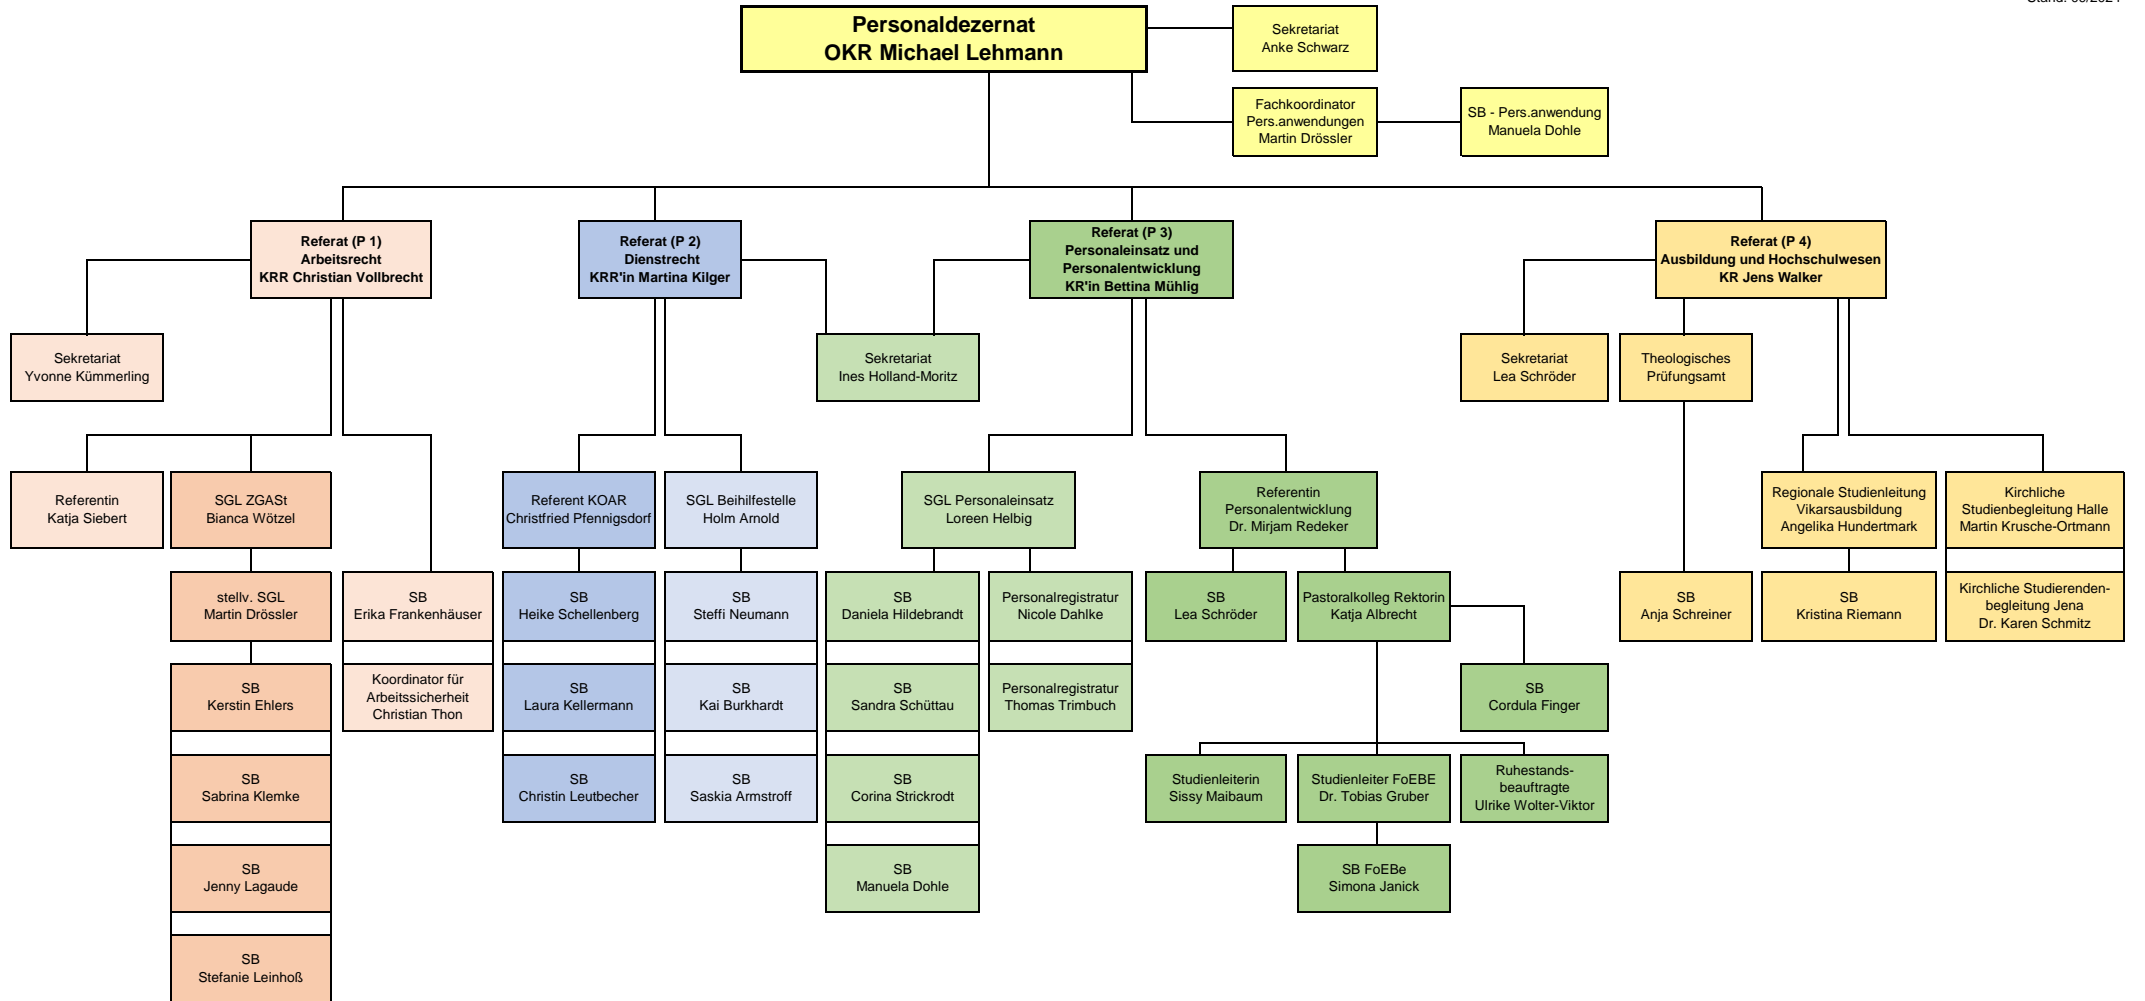 Personaldezernat
OKR Michael Lehmann
Sekretariat
Anke Schwarz
Fachkoordinator
Pers.anwendungen
Martin Drössler
SB - Pers.anwendung
Manuela Dohle
Referat (P 1)
Arbeitsrecht
KRR Christian Vollbrecht
Referat (P 2)
Dienstrecht
KRR'in Martina Kilger
Referat (P 3)
Personaleinsatz und
Personalentwicklung
KR'in Bettina Mühlig
Referat (P 4)
Ausbildung und Hochschulwesen
KR Jens Walker
Sekretariat
Yvonne Kümmerling
Sekretariat
Ines Holland-Moritz
Sekretariat
Lea Schröder
Theologisches
Prüfungsamt
Referentin
Katja Siebert
SGL ZGASt
Bianca Wötzel
Referent KOAR
Christfried Pfennigsdorf
SGL Beihilfestelle
Holm Arnold
SGL Personaleinsatz
Loreen Helbig
Referentin
Personalentwicklung
Dr. Mirjam Redeker
Regionale Studienleitung
Vikarsausbildung
Angelika Hundertmark
Kirchliche
Studienbegleitung Halle
Martin Krusche-Ortmann
stellv. SGL
Martin Drössler
SB
Erika Frankenhäuser
SB
Heike Schellenberg
SB
Steffi Neumann
SB
Daniela Hildebrandt
Personalregistratur
Nicole Dahlke
SB
Lea Schröder
Pastoralkolleg Rektorin
Katja Albrecht
SB
Anja Schreiner
SB
Kristina Riemann
Kirchliche Studierenden-
begleitung Jena
Dr. Karen Schmitz
SB
Kerstin Ehlers
Koordinator für
Arbeitssicherheit
Christian Thon
SB
Laura Kellermann
SB
Kai Burkhardt
SB
Sandra Schüttau
Personalregistratur
Thomas Trimbuch
SB
Cordula Finger
SB
Sabrina Klemke
SB
Christin Leutbecher
SB
Saskia Armstroff
SB
Corina Strickrodt
Studienleiterin
Sissy Maibaum
Studienleiter FoEBE
Dr. Tobias Gruber
Ruhestands-
beauftragte
Ulrike Wolter-Viktor
SB
Jenny Lagaude
SB
Manuela Dohle
SB FoEBe
Simona Janick
SB
Stefanie Leinhoß